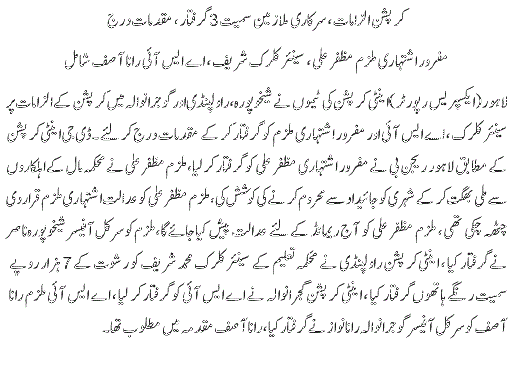 کرپشن الزامات، سرکاری ملازمین سمیت 3 گرفتار، مقدمات درج
مفرور اشتہاری ملزم مظفر علی، سینئر کلرک شریف، اے ایس آئی رانا آصف شامل
لاہور (ایکسپریس رپورٹر) اینٹی کرپشن کی ٹیموں نے شیخوپورہ، راولپنڈی اور گوجرانوالہ میں کرپشن کے الزامات پر
سینئر کلرک، اے ایس آئی اور مفرور اشتہاری ملزم کو گرفتار کر کے مقدمات درج کر لئے۔ ڈی جی اینٹی کرپشن
کے مطابق لاہور ریجن بی نے مفرور اشتہاری مظفر علی کو گرفتار کر لیا، ملزم مظفر علی نے محکمہ مال کے اہلکاروں
سے ملی بھگت کر کے شہری کو جائیداد سے محروم کرنے کی کوشش کی، ملزم مظفر علی کو عدالت اشتہاری ملزم قرار دی
چکی تھی، ملزم مظفر علی کو آج ریمانڈ کے لئے عدالت پیش کیا جائے گا، ملزم کو سرکل آفیسر شیخوپورہ ناصر
نے گرفتار کیا، اینٹی کرپشن راولپنڈی نے محکمہ تعلیم کے سینئر کلرک محمد شریف کو رشوت کے 7 ہزار روپے
سمیت رنگے ہاتھوں گرفتار کیا، اینٹی کرپشن گجرانوالہ نے اے ایس آئی کو گرفتار کر لیا، اے ایس آئی ملزم رانا
آصف کو سرکل آفیسر گوجرانوالہ رانا نواز نے گرفتار کیا، رانا آصف مقدمہ میں مطلوب تھا۔